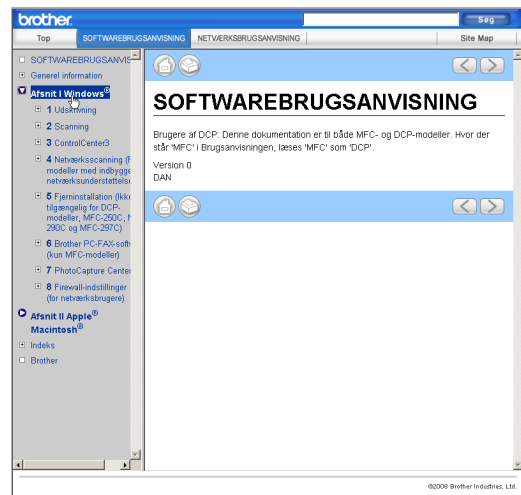 brother.
Søg
Top SOFTWAREBRUGSANVISNING NETVÆRKSBRUGSANVISNING Site Map
SOFTWAREBRUGSANVIS
Generel information
Afsnit I Windows®
1 Udskrivning
2 Scanning
3 ControlCenter3
4 Netværksscanning (F
modeller med indbygge
netværksunderstøttelse
5 Fjerninstallation (Ikke
tilgængelig for DCP-
modeller, MFC-250C, M
290C og MFC-297C)
6 Brother PC-FAX-soft
(kun MFC-modeller)
7 PhotoCapture Center
8 Firewall-indstillinger
(for netværksbrugere)
Afsnit II Apple®
Macintosh®
Indeks
Brother
SOFTWAREBRUGSANVISNING
Brugere af DCP: Denne dokumentation er til både MFC- og DCP-modeller. Hvor der
står 'MFC' i Brugsanvisningen, læses 'MFC' som 'DCP'.
Version 0
DAN
©2008 Brother Industries, Ltd.